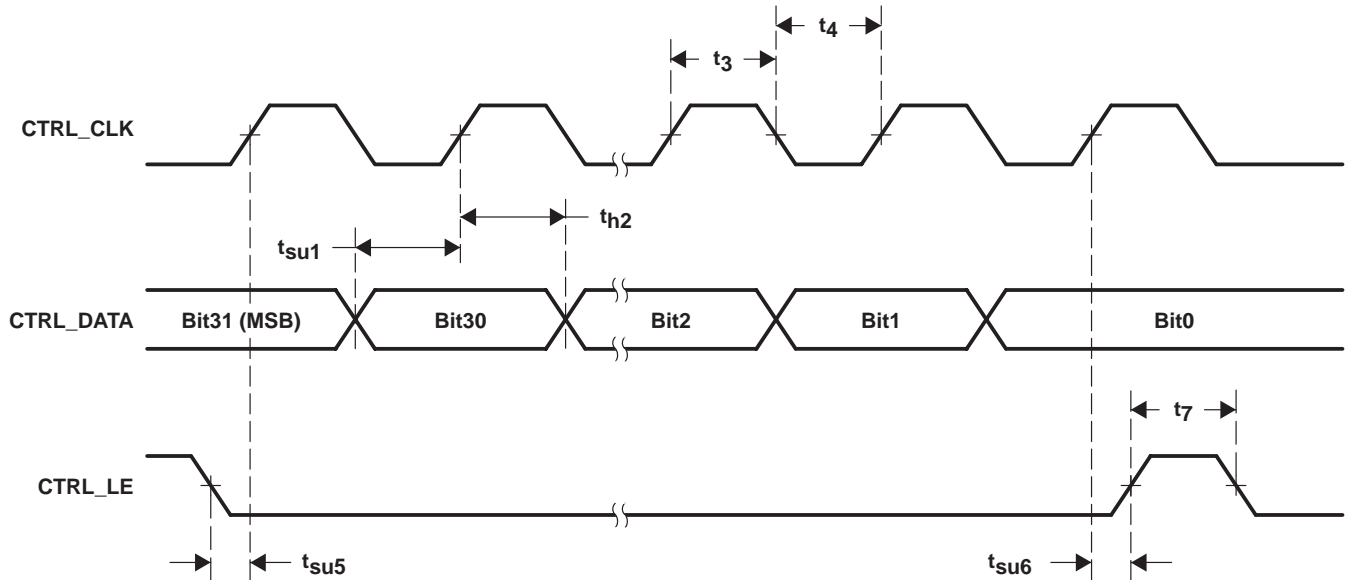 t4
t3
CTRL_CLK
th2
tsu1
CTRL_DATA
Bit31 (MSB)
Bit30
Bit2
Bit1
Bit0
t7
CTRL_LE
tsu5
tsu6